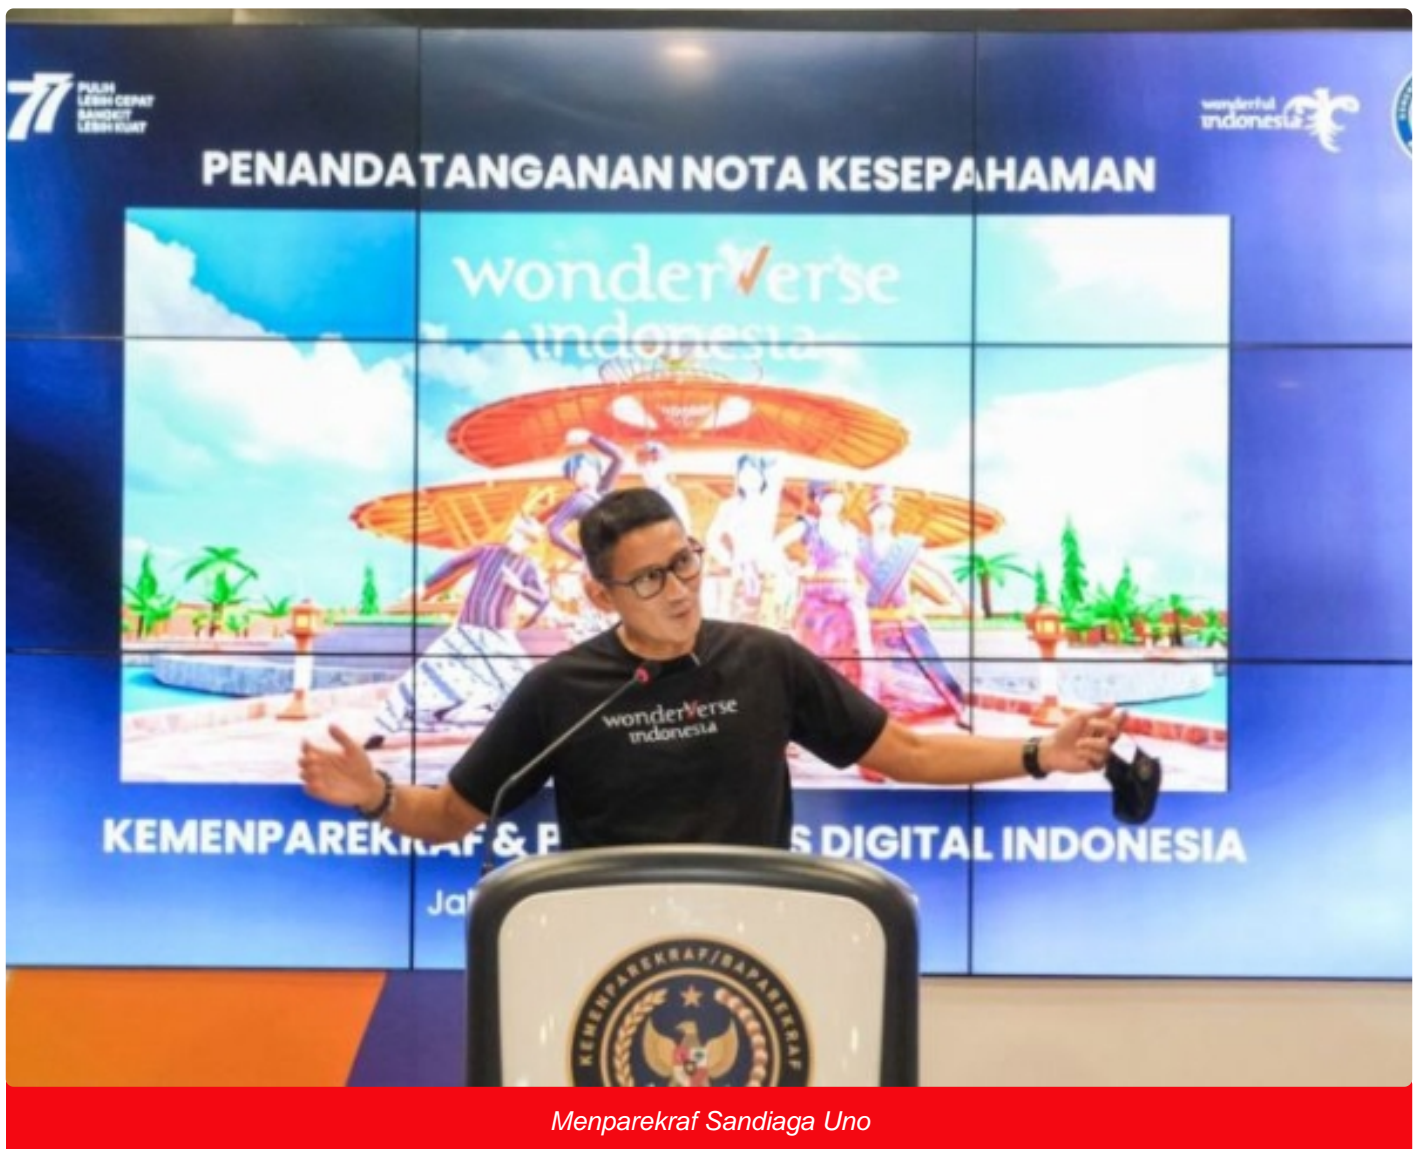 77
PULIH
LEBIH CEPAT
BANGKIT
LEBIH KUAT
wonderful
indonesia
PENANDATANGANAN NOTA KESEPAHAMAN
wonderVerse
indonesia
wonderVerse
indonesia
KEMENPAREKRAF & P S DIGITAL INDONESIA
KEMENPAREKRAF/BAPAREKRAF
Menparekraf Sandiaga Uno